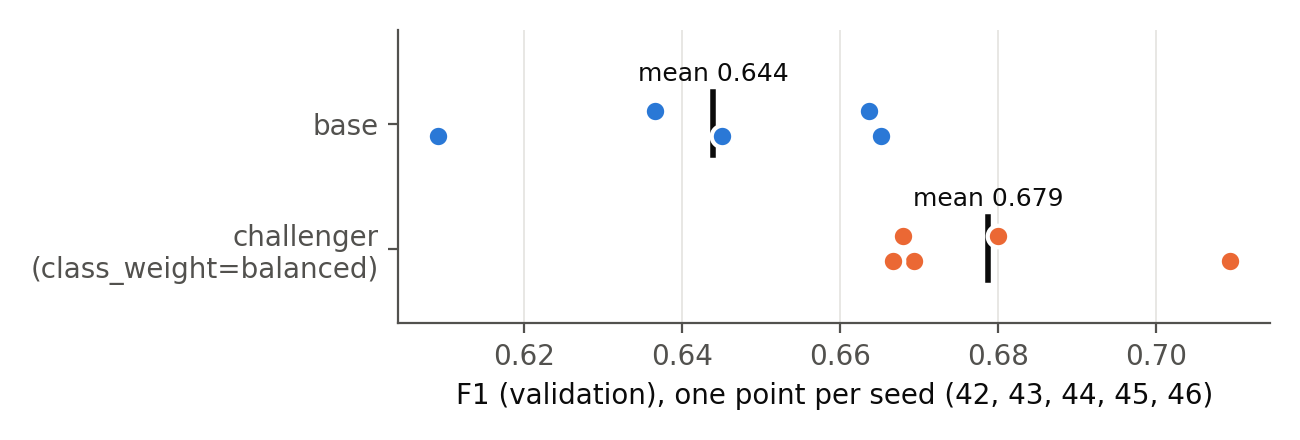 mean 0.644
base
mean 0.679
challenger
(class_weight=balanced)
0.62 0.64 0.66 0.68 0.70
F1 (validation), one point per seed (42, 43, 44, 45, 46)